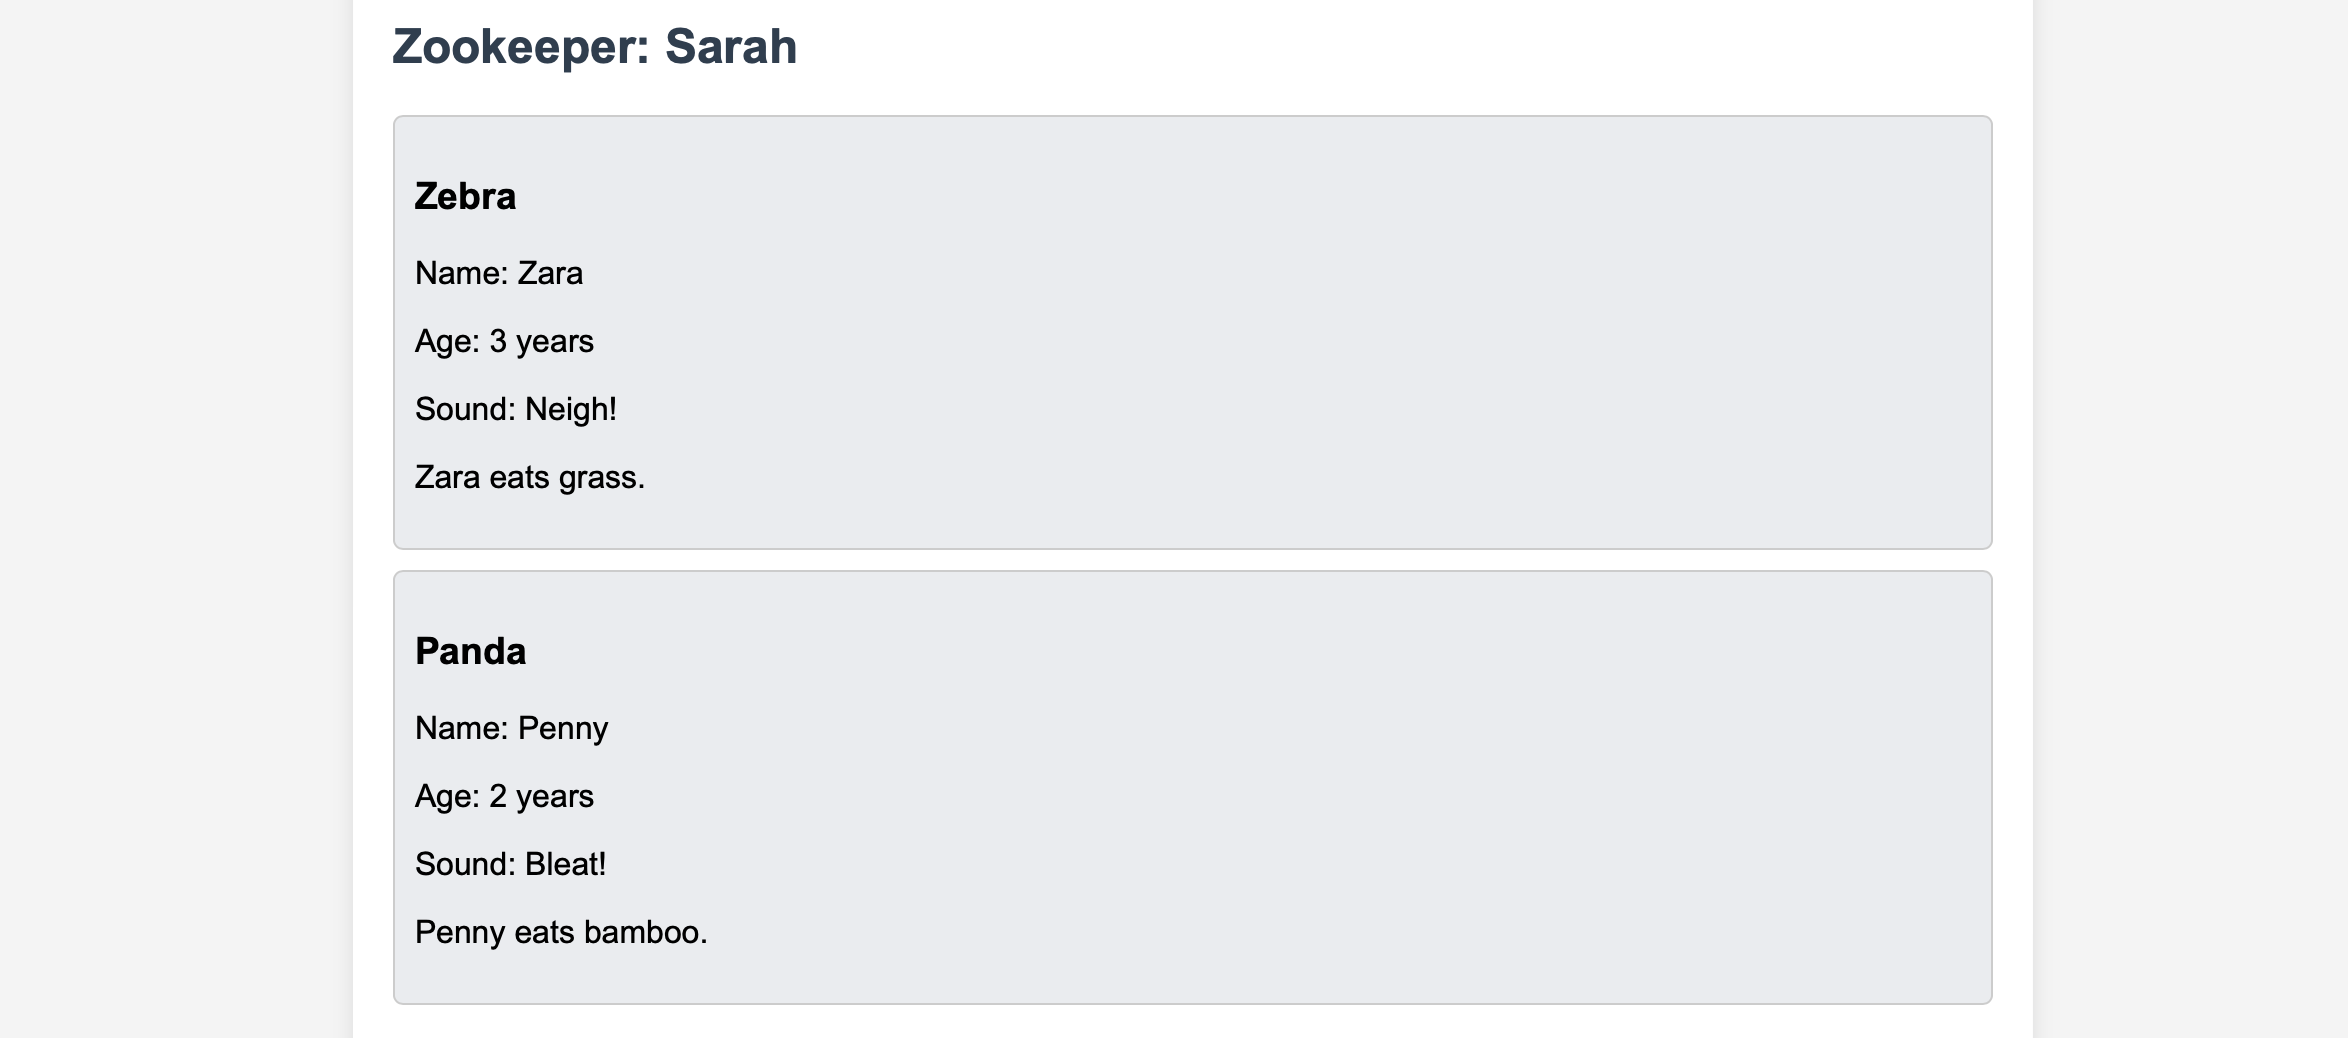 Zookeeper: Sarah
Zebra
Name: Zara
Age: 3 years
Sound: Neigh!
Zara eats grass.
Panda
Name: Penny
Age: 2 years
Sound: Bleat!
Penny eats bamboo.